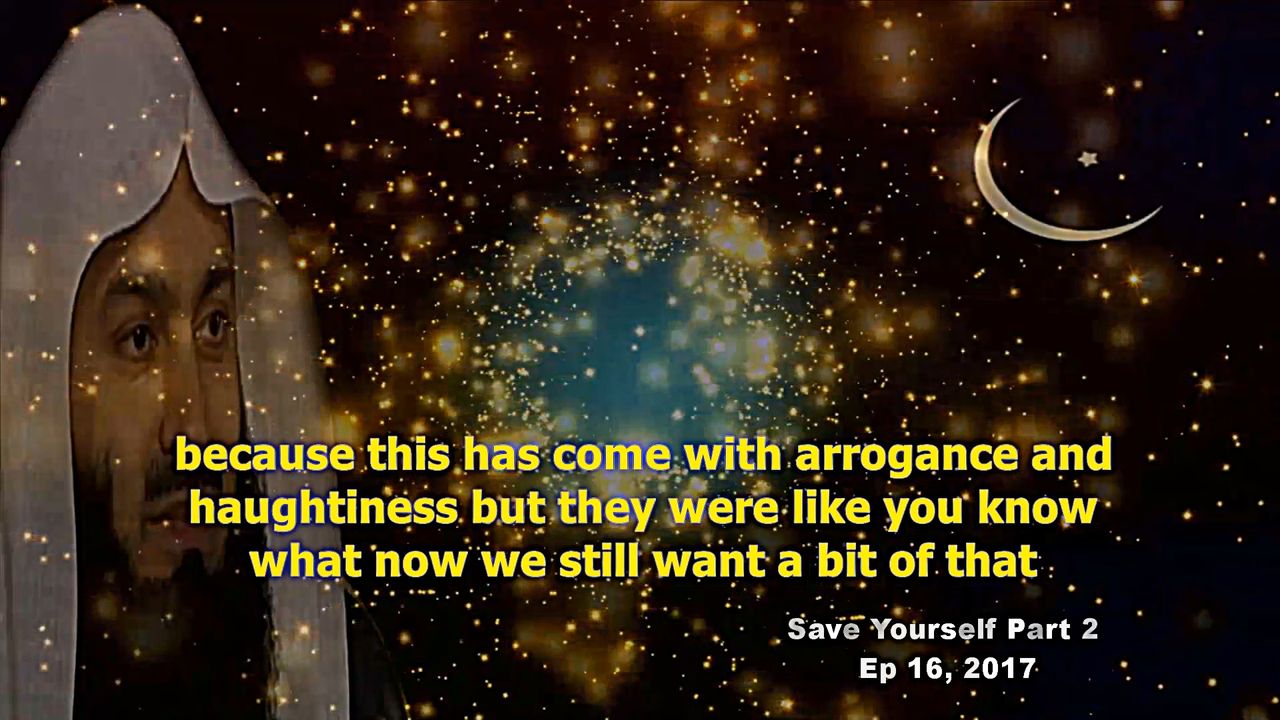 because this has come with arrogance and
haughtiness but they were like you know
what now we still want a bit of that
Save Yourself Part 2
Ep 16, 2017